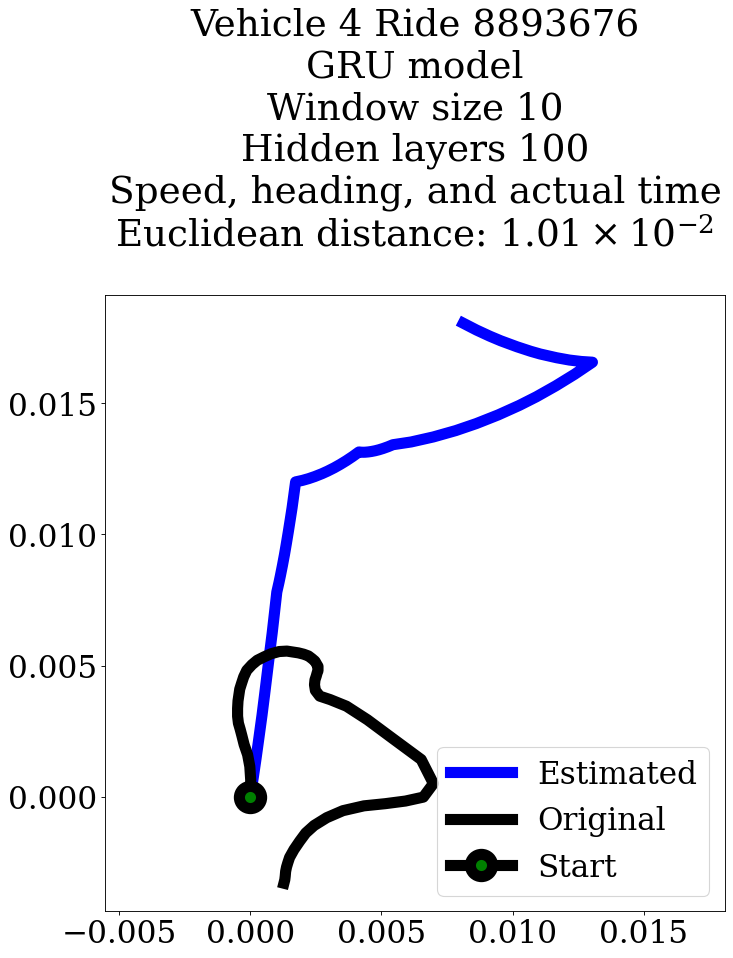 Vehicle 4 Ride 8893676
GRU model
Window size 10
Hidden layers 100
Speed, heading, and actual time
Euclidean distance: 1.01 × 10⁻²
0.015
0.010
0.005
0.000
Estimated
Original
Start
−0.005 0.000 0.005 0.010 0.015